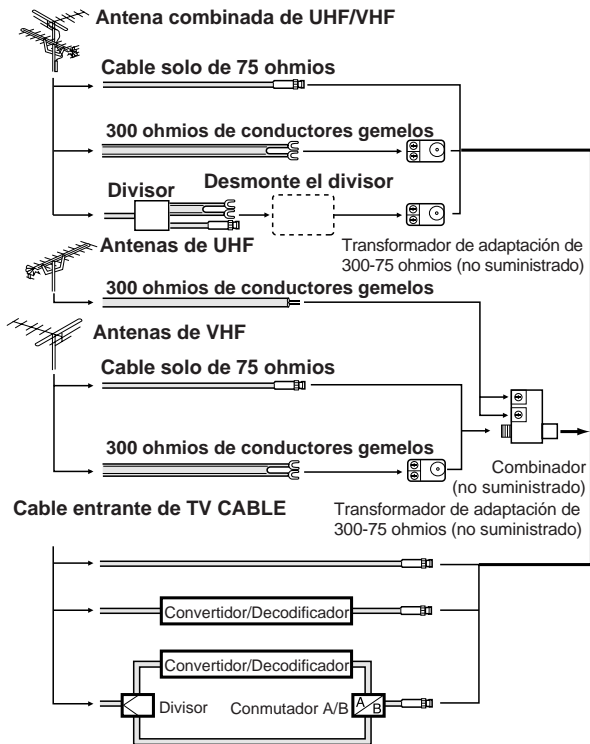 Antena combinada de UHF/VHF
Cable solo de 75 ohmios
300 ohmios de conductores gemelos
Divisor
Desmonte el divisor
Antenas de UHF
Transformador de adaptación de
300-75 ohmios (no suministrado)
300 ohmios de conductores gemelos
Antenas de VHF
Cable solo de 75 ohmios
300 ohmios de conductores gemelos
Combinador
(no suministrado)
Cable entrante de TV CABLE
Transformador de adaptación de
300-75 ohmios (no suministrado)
Convertidor/Decodificador
Convertidor/Decodificador
Divisor
Conmutador A/B
A
B